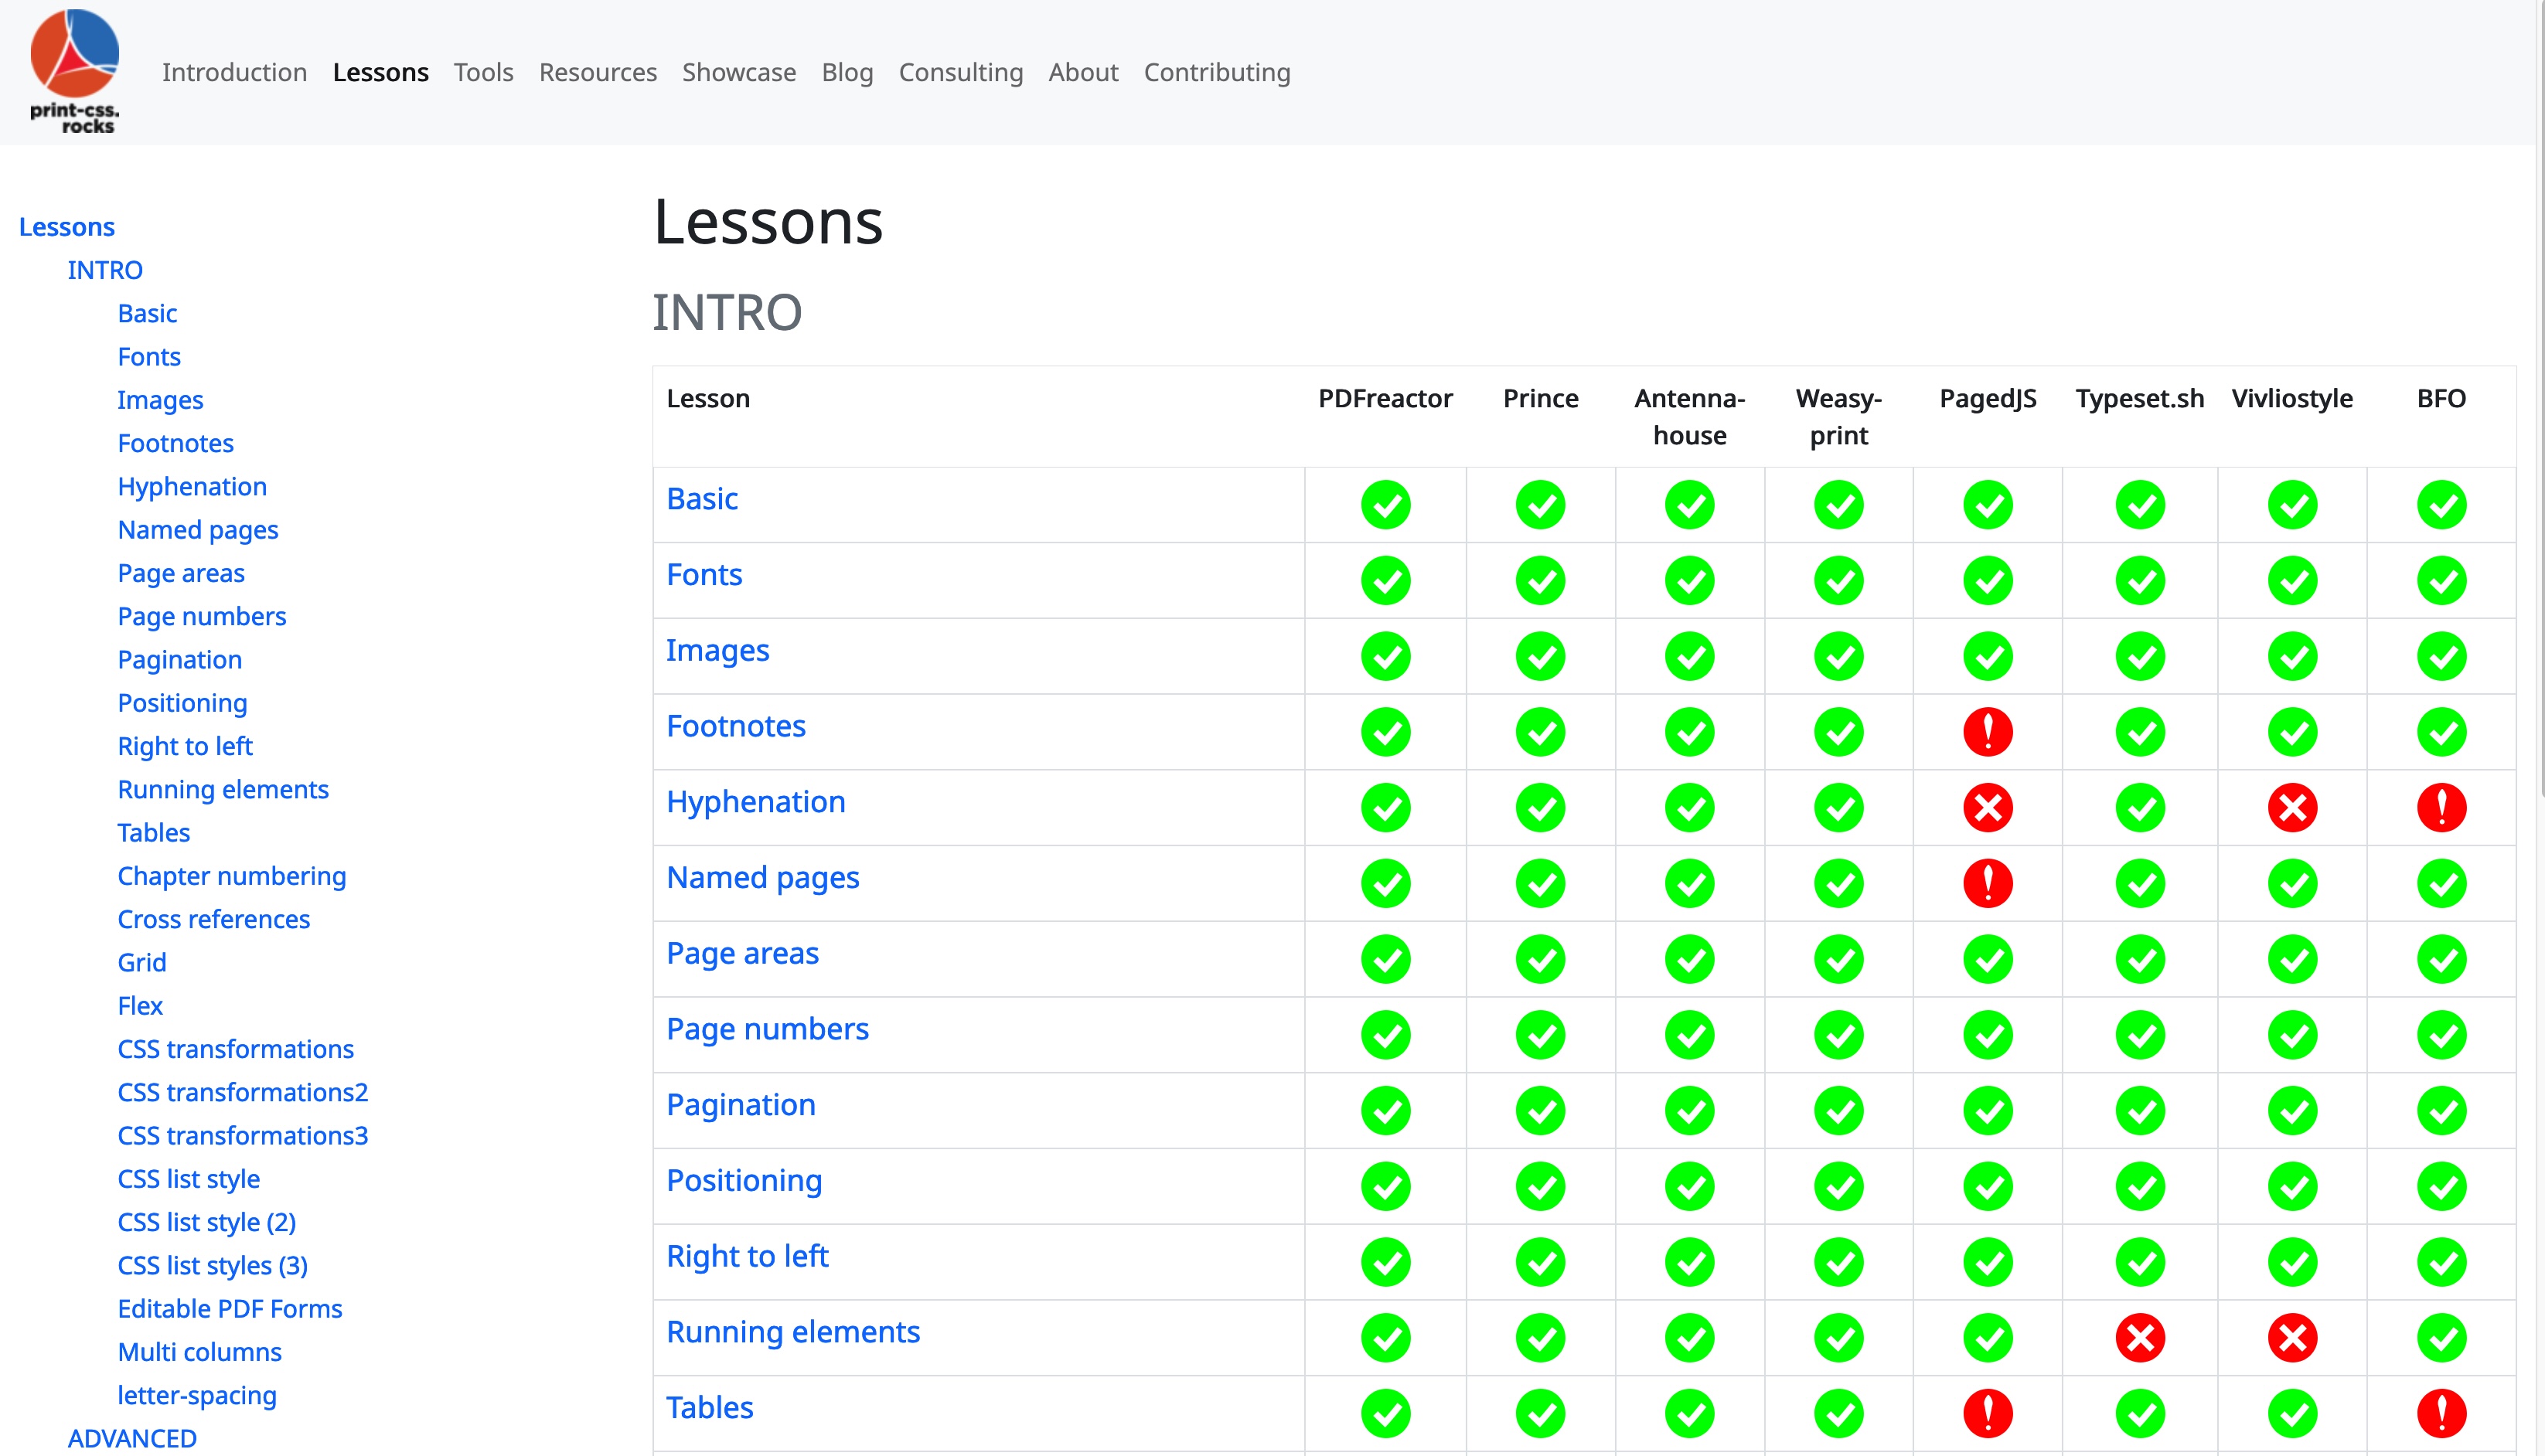 print-css.
rocks
Introduction Lessons Tools Resources Showcase Blog Consulting About Contributing
Lessons
INTRO
Basic
Fonts
Images
Footnotes
Hyphenation
Named pages
Page areas
Page numbers
Pagination
Positioning
Right to left
Running elements
Tables
Chapter numbering
Cross references
Grid
Flex
CSS transformations
CSS transformations2
CSS transformations3
CSS list style
CSS list style (2)
CSS list styles (3)
Editable PDF Forms
Multi columns
letter-spacing
ADVANCED
Lessons
INTRO
Lesson PDFreactor Prince Antenna- Weasy- PagedJS Typeset.sh Vivliostyle BFO
house print
Basic
Fonts
Images
Footnotes
Hyphenation
Named pages
Page areas
Page numbers
Pagination
Positioning
Right to left
Running elements
Tables